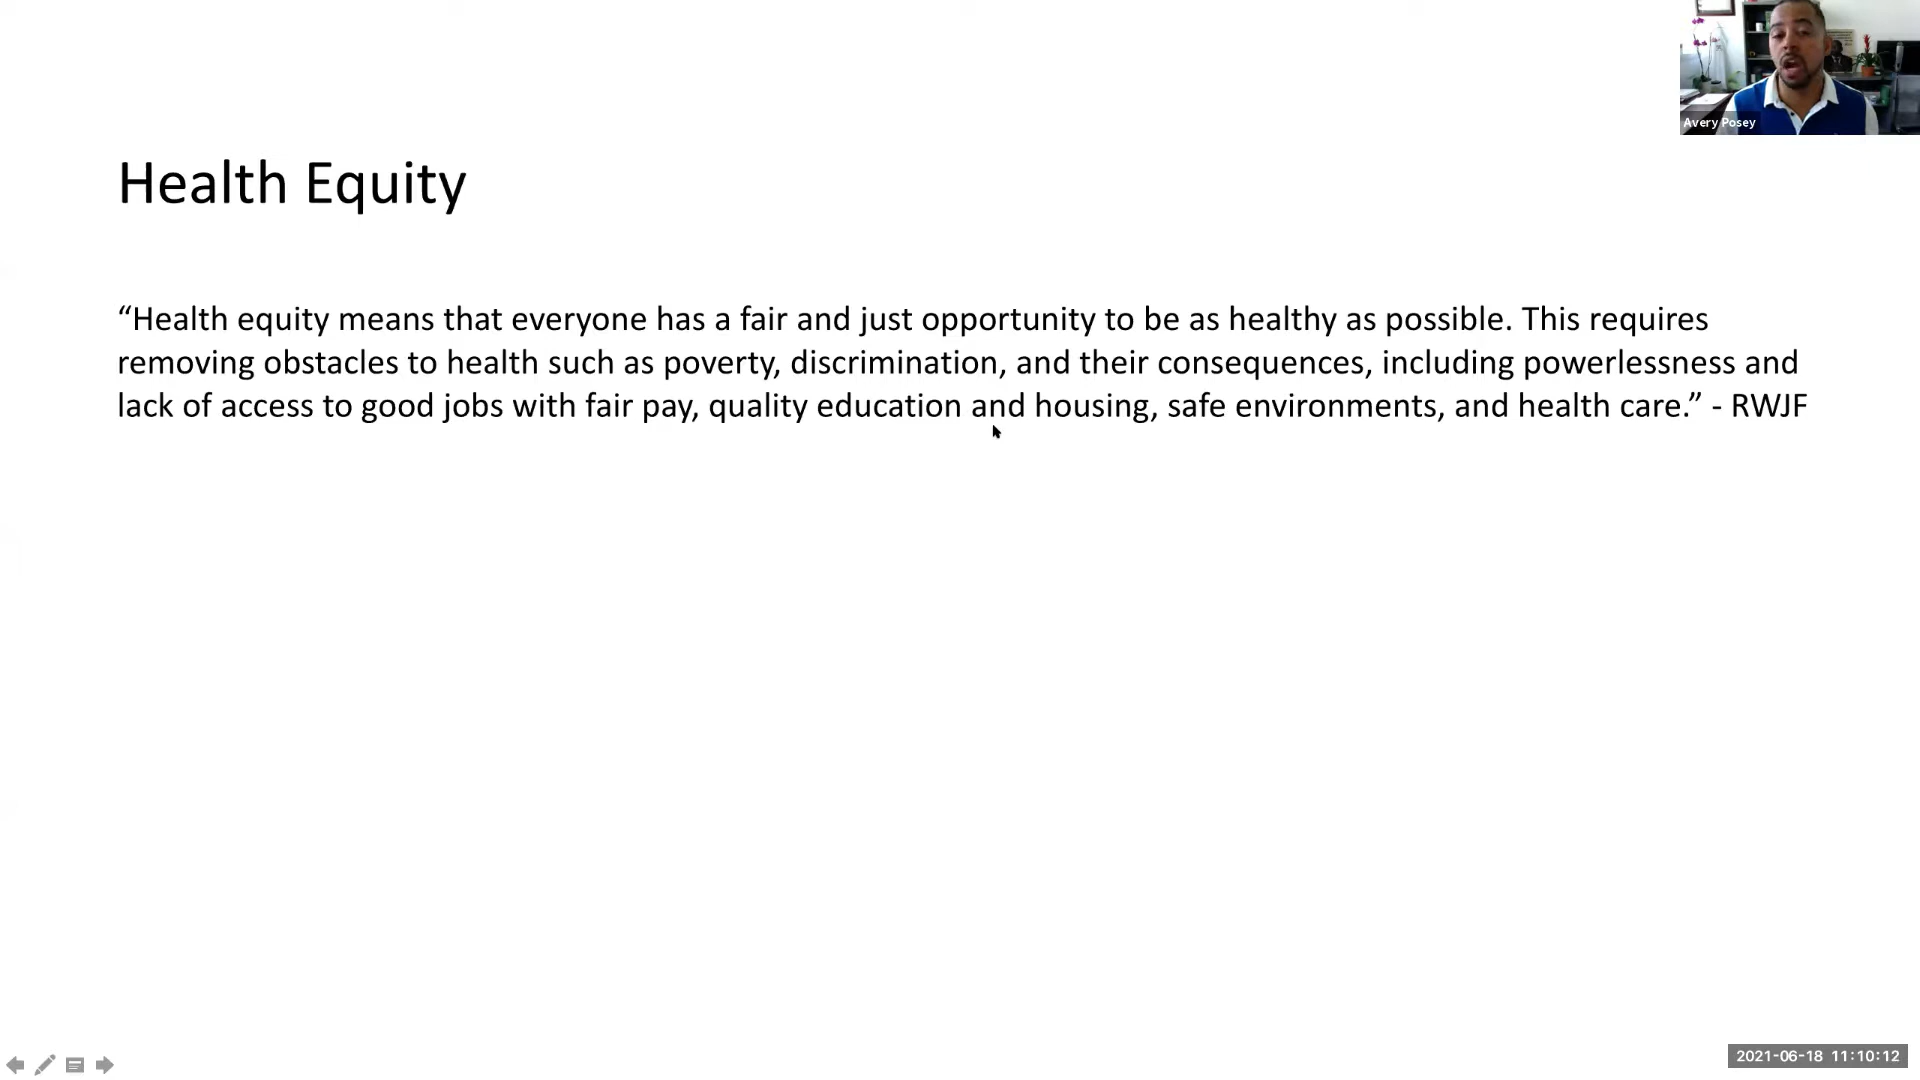 Avery Posey
Health Equity
“Health equity means that everyone has a fair and just opportunity to be as healthy as possible. This requires
removing obstacles to health such as poverty, discrimination, and their consequences, including powerlessness and
lack of access to good jobs with fair pay, quality education and housing, safe environments, and health care.” - RWJF
2021-06-18 11:10:12